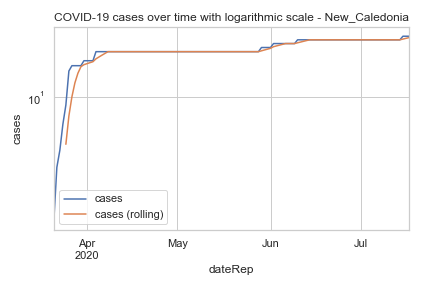 COVID-19 cases over time with logarithmic scale - New_Caledonia
cases
10^1
cases
cases (rolling)
Apr
2020
May
Jun
Jul
dateRep